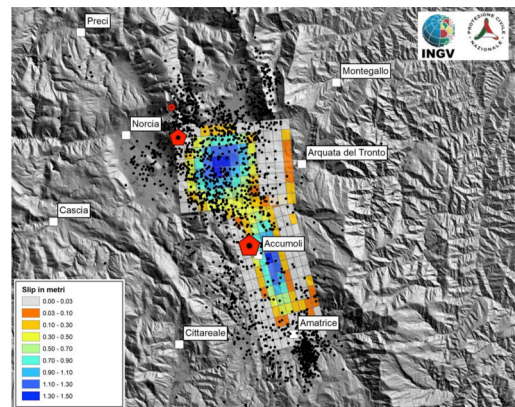 Preci
INGV
PROTEZIONE CIVILE
NAZIONALE
Montegallo
Norcia
Arquata del Tronto
Cascia
Accumoli
Slip in metri
0.00 - 0.03
0.03 - 0.10
0.10 - 0.30
0.30 - 0.50
0.50 - 0.70
0.70 - 0.90
0.90 - 1.10
1.10 - 1.30
1.30 - 1.50
Amatrice
Cittareale